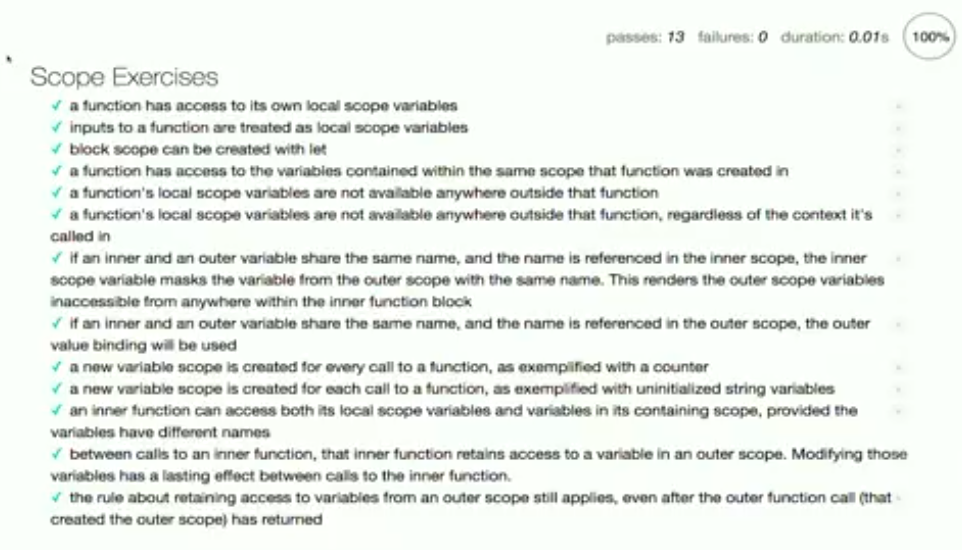 passes: 13 failures: 0 duration: 0.01s 100%
Scope Exercises
✓ a function has access to its own local scope variables
✓ inputs to a function are treated as local scope variables
✓ block scope can be created with let
✓ a function has access to the variables contained within the same scope that function was created in
✓ a function's local scope variables are not available anywhere outside that function
✓ a function's local scope variables are not available anywhere outside that function, regardless of the context it's
called in
✓ if an inner and an outer variable share the same name, and the name is referenced in the inner scope, the inner
scope variable masks the variable from the outer scope with the same name. This renders the outer scope variables
inaccessible from anywhere within the inner function block
✓ if an inner and an outer variable share the same name, and the name is referenced in the outer scope, the outer
value binding will be used
✓ a new variable scope is created for every call to a function, as exemplified with a counter
✓ a new variable scope is created for each call to a function, as exemplified with uninitialized string variables
✓ an inner function can access both its local scope variables and variables in its containing scope, provided the
variables have different names
✓ between calls to an inner function, that inner function retains access to a variable in an outer scope. Modifying those
variables has a lasting effect between calls to the inner function.
✓ the rule about retaining access to variables from an outer scope still applies, even after the outer function call (that
created the outer scope) has returned